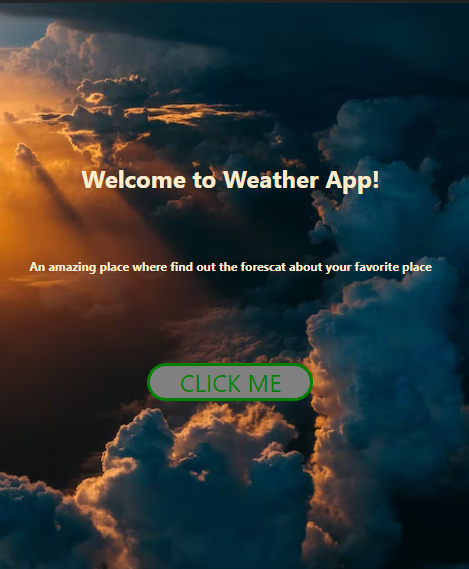 Welcome to Weather App!
An amazing place where find out the forescat about your favorite place
CLICK ME